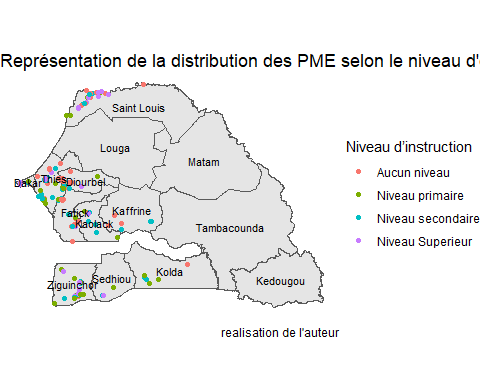 Représentation de la distribution des PME selon le niveau d'
Saint Louis
Louga
Matam
Dakar
Thiès
Diourbel
Fatick
Kaffrine
Kaolack
Tambacounda
Kolda
Sedhiou
Ziguinchor
Kedougou
Niveau d'instruction
Aucun niveau
Niveau primaire
Niveau secondaire
Niveau Superieur
realisation de l'auteur